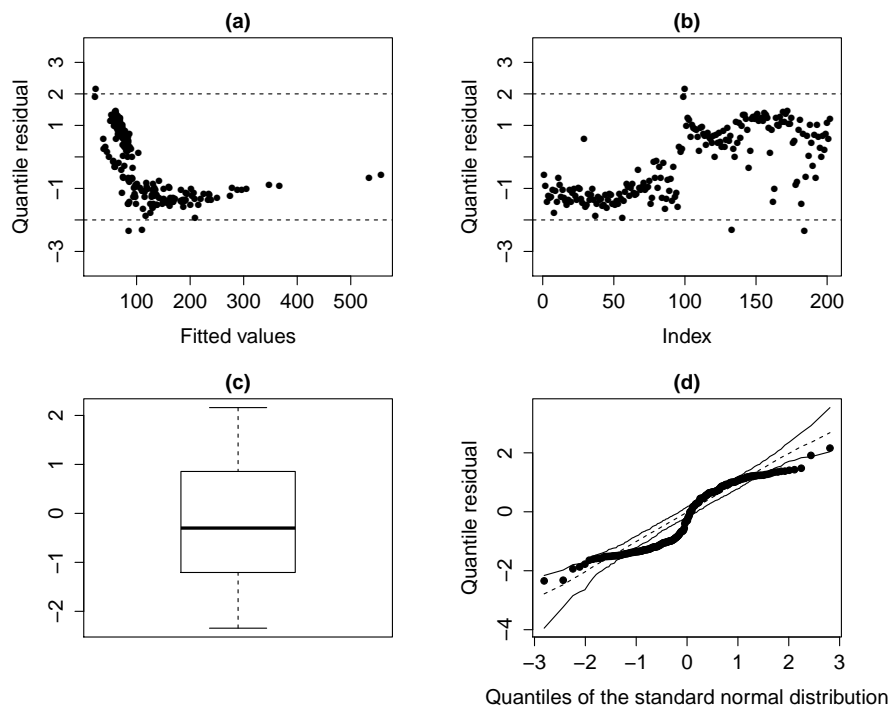 (a)
Quantile residual
3
2
1
−1
−3
100 200 300 400 500
Fitted values
(b)
Quantile residual
3
2
1
−1
−3
0 50 100 150 200
Index
(c)
2
1
0
−1
−2
(d)
Quantile residual
2
0
−2
−4
−3 −2 −1 0 1 2 3
Quantiles of the standard normal distribution